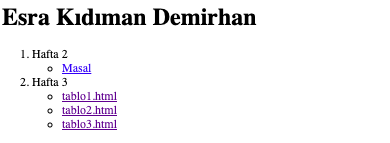 Esra Kıdıman Demirhan
1. Hafta 2
Masal
2. Hafta 3
tablo1.html
tablo2.html
tablo3.html